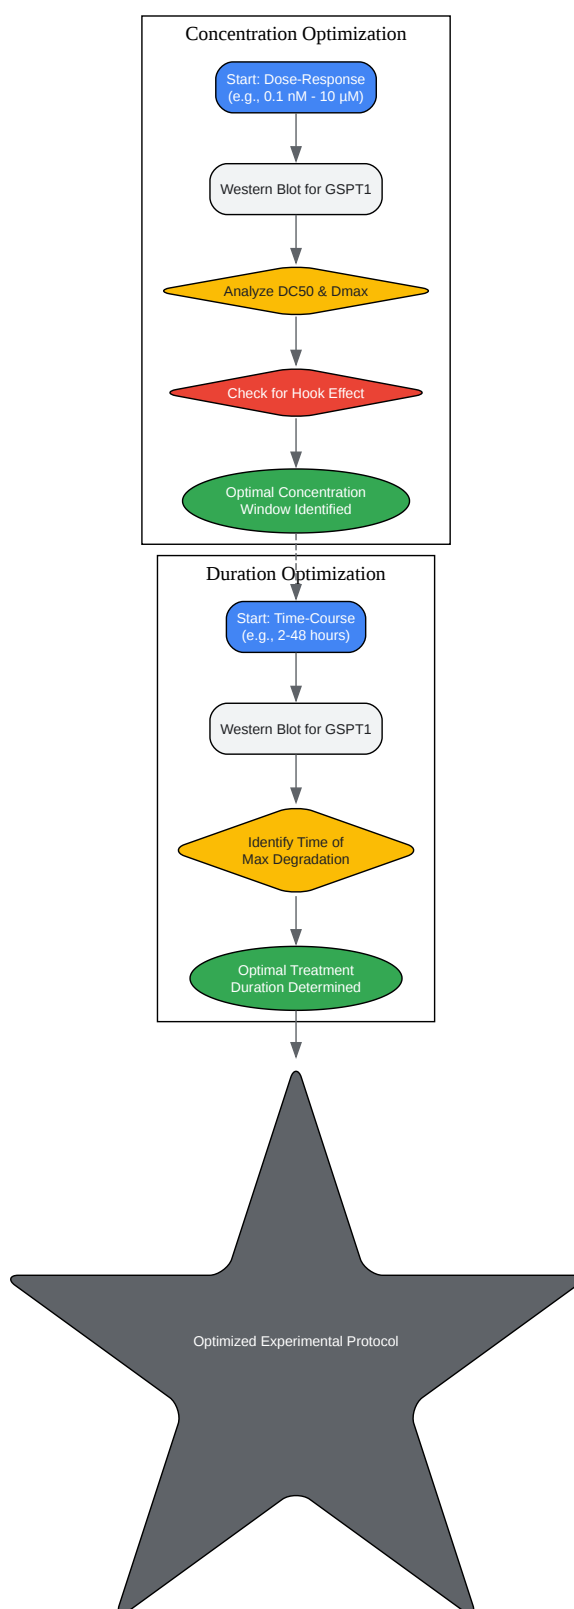 Concentration Optimization
Start: Dose-Response
(e.g., 0.1 nM - 10 µM)
Western Blot for GSPT1
Analyze DC50 & Dmax
Check for Hook Effect
Optimal Concentration
Window Identified
Duration Optimization
Start: Time-Course
(e.g., 2-48 hours)
Western Blot for GSPT1
Identify Time of
Max Degradation
Optimal Treatment
Duration Determined
Optimized Experimental Protocol